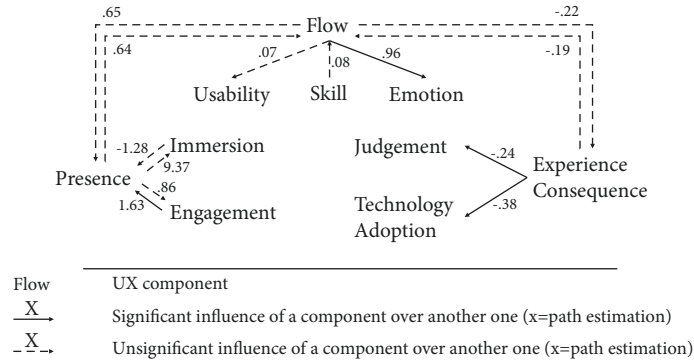 .65
Flow
-.22
.64
-.19
.07
.08
.96
Usability
Skill
Emotion
-1.28
Immersion
Judgement
9.37
-.24
Presence
.86
Experience
Consequence
1.63
Engagement
Technology
Adoption
-.38
Flow UX component
X Significant influence of a component over another one (x=path estimation)
X Unsignificant influence of a component over another one (x=path estimation)